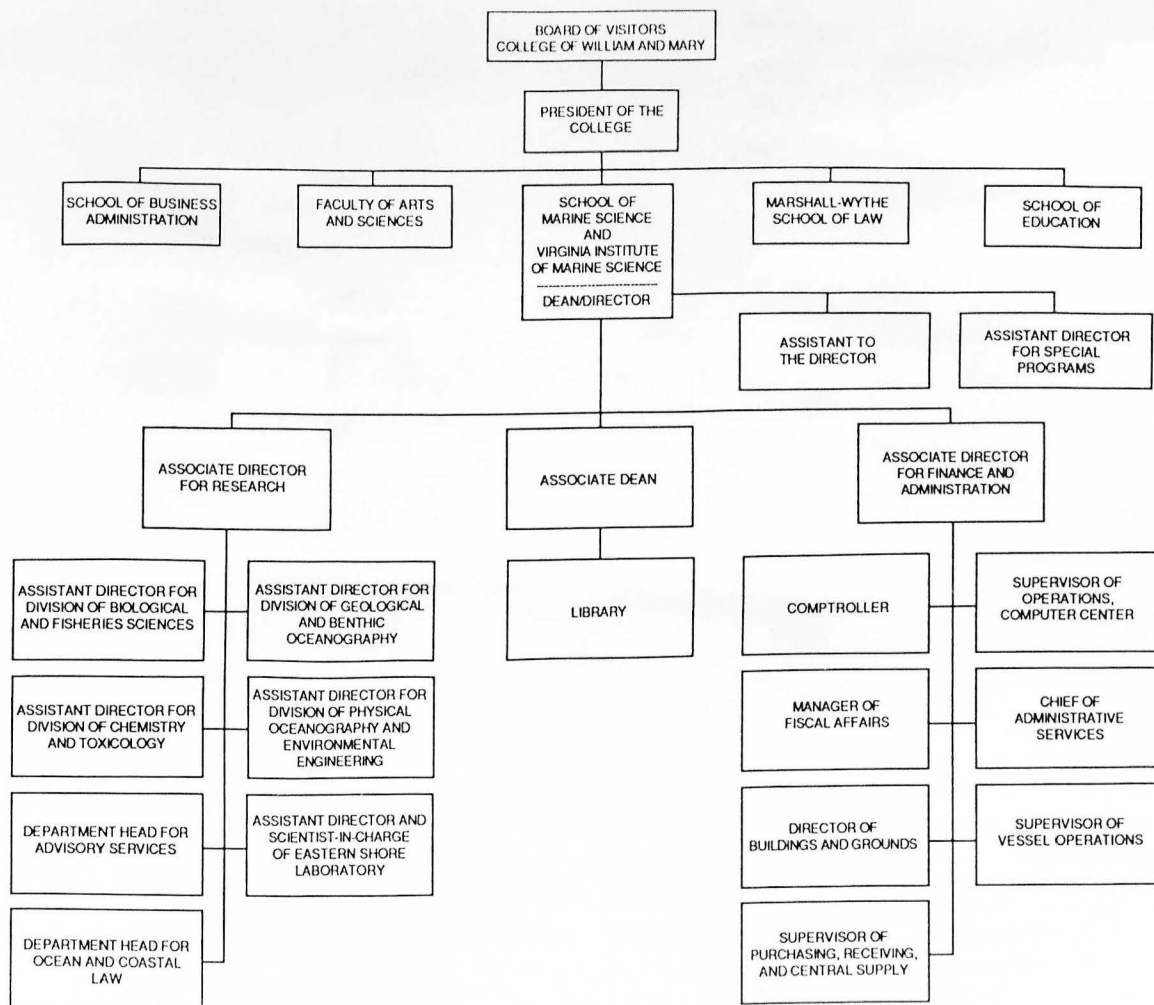 BOARD OF VISITORS
COLLEGE OF WILLIAM AND MARY
PRESIDENT OF THE
COLLEGE
SCHOOL OF BUSINESS
ADMINISTRATION
FACULTY OF ARTS
AND SCIENCES
SCHOOL OF
MARINE SCIENCE
AND
VIRGINIA INSTITUTE
OF MARINE SCIENCE
DEAN/DIRECTOR
MARSHALL-WYTHE
SCHOOL OF LAW
SCHOOL OF
EDUCATION
ASSISTANT TO
THE DIRECTOR
ASSISTANT DIRECTOR
FOR SPECIAL
PROGRAMS
ASSOCIATE DIRECTOR
FOR RESEARCH
ASSOCIATE DEAN
ASSOCIATE DIRECTOR
FOR FINANCE AND
ADMINISTRATION
ASSISTANT DIRECTOR FOR
DIVISION OF BIOLOGICAL
AND FISHERIES SCIENCES
ASSISTANT DIRECTOR FOR
DIVISION OF GEOLOGICAL
AND BENTHIC
OCEANOGRAPHY
LIBRARY
COMPTROLLER
SUPERVISOR OF
OPERATIONS,
COMPUTER CENTER
ASSISTANT DIRECTOR FOR
DIVISION OF CHEMISTRY
AND TOXICOLOGY
ASSISTANT DIRECTOR FOR
DIVISION OF PHYSICAL
OCEANOGRAPHY AND
ENVIRONMENTAL
ENGINEERING
MANAGER OF
FISCAL AFFAIRS
CHIEF OF
ADMINISTRATIVE
SERVICES
DEPARTMENT HEAD FOR
ADVISORY SERVICES
ASSISTANT DIRECTOR AND
SCIENTIST-IN-CHARGE
OF EASTERN SHORE
LABORATORY
DIRECTOR OF
BUILDINGS AND GROUNDS
SUPERVISOR OF
VESSEL OPERATIONS
DEPARTMENT HEAD FOR
OCEAN AND COASTAL
LAW
SUPERVISOR OF
PURCHASING, RECEIVING,
AND CENTRAL SUPPLY